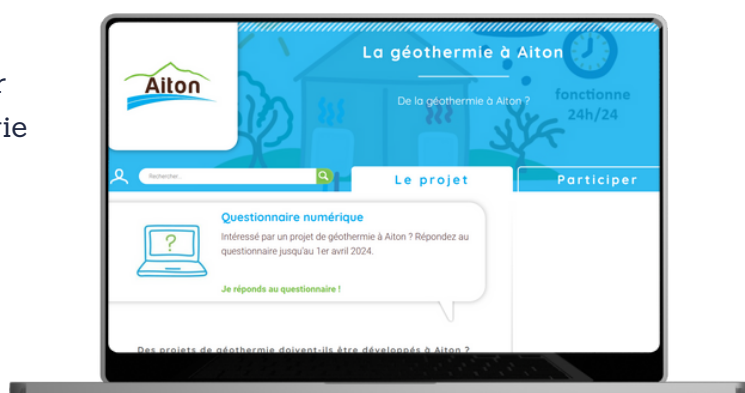 r
ie
Aiton
La géothermie à Aiton
De la géothermie à Aiton ?
fonctionne
24h/24
Rechercher...
Le projet
Participer
Questionnaire numérique
Intéressé par un projet de géothermie à Aiton ? Répondez au
questionnaire jusqu'au 1er avril 2024.
Je réponds au questionnaire !
Des projets de géothermie doivent-ils être développés à Aiton ?